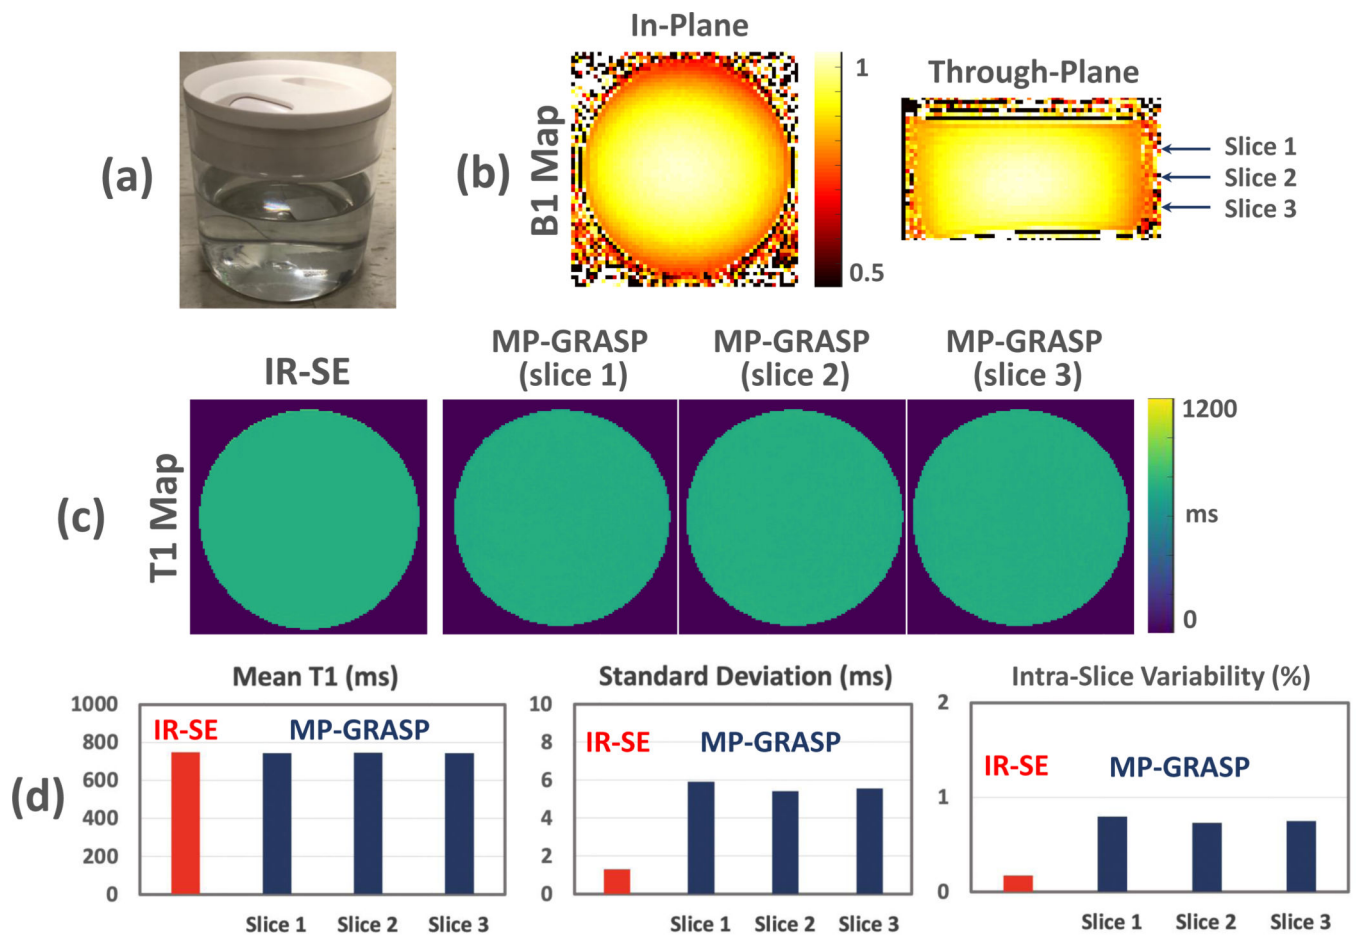 In-Plane
Through-Plane
(a)
(b)
B1 Map
1
0.5
Slice 1
Slice 2
Slice 3
IR-SE
MP-GRASP
(slice 1)
MP-GRASP
(slice 2)
MP-GRASP
(slice 3)
(c)
T1 Map
1200
ms
0
(d)
Mean T1 (ms)
1000
800
600
400
200
0
IR-SE
MP-GRASP
Slice 1
Slice 2
Slice 3
Standard Deviation (ms)
10
8
6
4
2
0
IR-SE
MP-GRASP
Slice 1
Slice 2
Slice 3
Intra-Slice Variability (%)
2
1
0
IR-SE
MP-GRASP
Slice 1
Slice 2
Slice 3